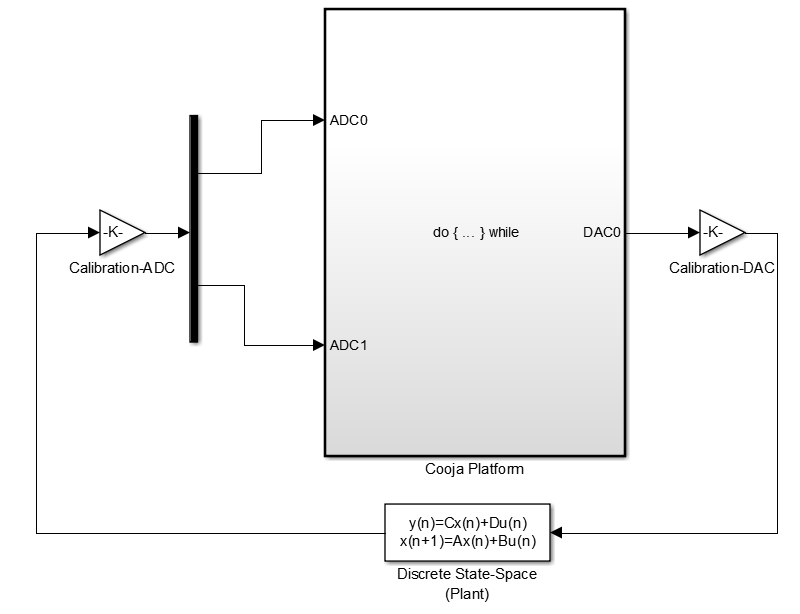 ADC0
-K-
do { ... } while
DAC0
-K-
Calibration-ADC
Calibration-DAC
ADC1
Cooja Platform
y(n)=Cx(n)+Du(n)
x(n+1)=Ax(n)+Bu(n)
Discrete State-Space
(Plant)